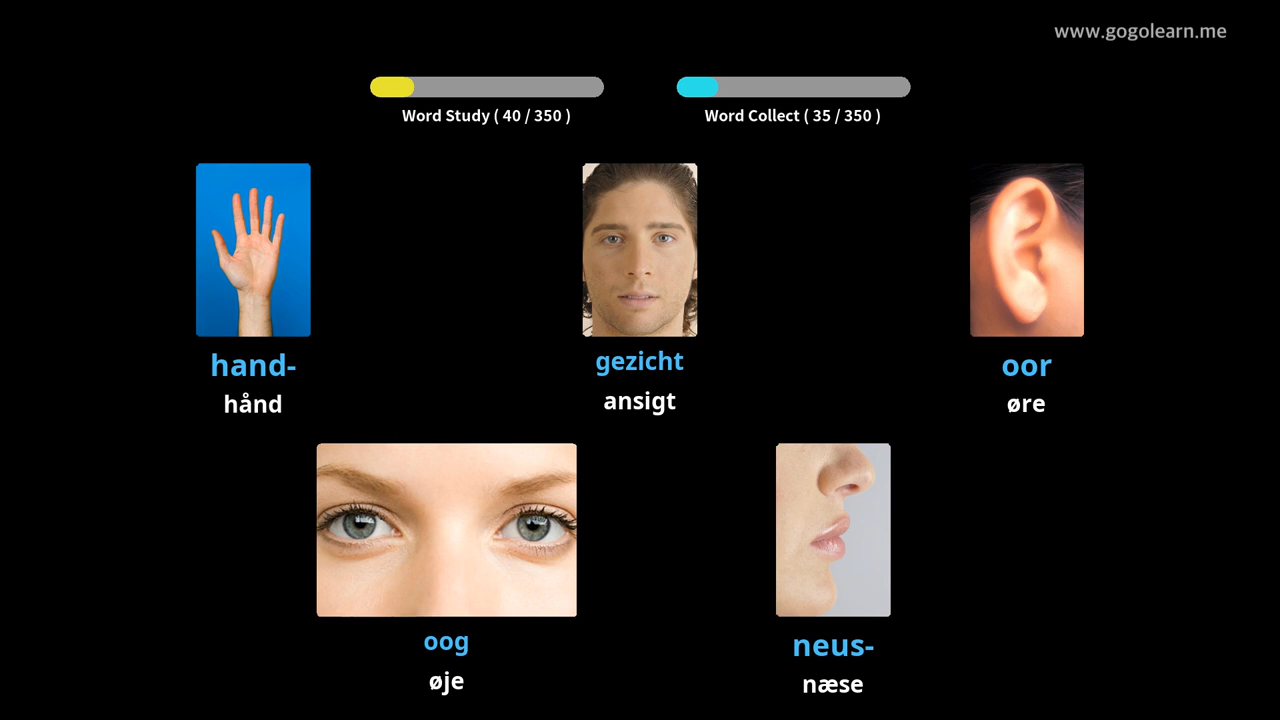 www.gogolearn.me
Word Study ( 40 / 350 )
Word Collect ( 35 / 350 )
hand-
hånd
gezicht
ansigt
oor
øre
oog
øje
neus-
næse